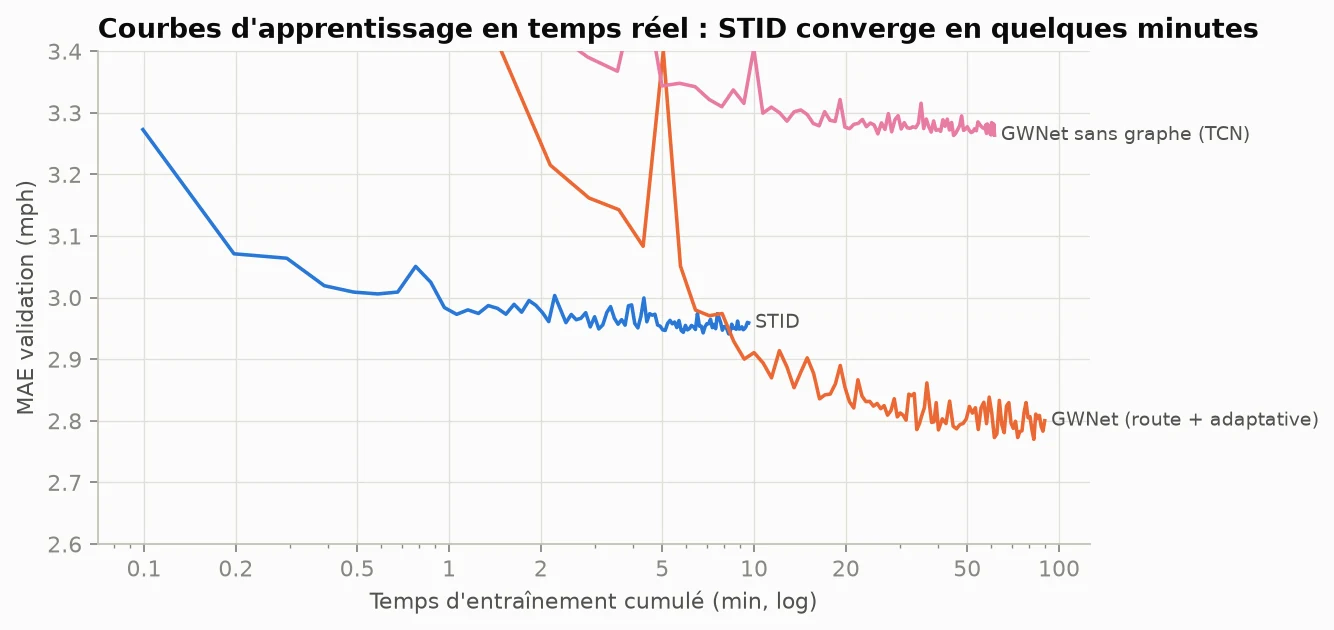 Courbes d'apprentissage en temps réel : STID converge en quelques minutes
MAE validation (mph)
3.4
3.3
3.2
3.1
3.0
2.9
2.8
2.7
2.6
GWNet sans graphe (TCN)
STID
GWNet (route + adaptative)
0.1 0.2 0.5 1 2 5 10 20 50 100
Temps d'entraînement cumulé (min, log)